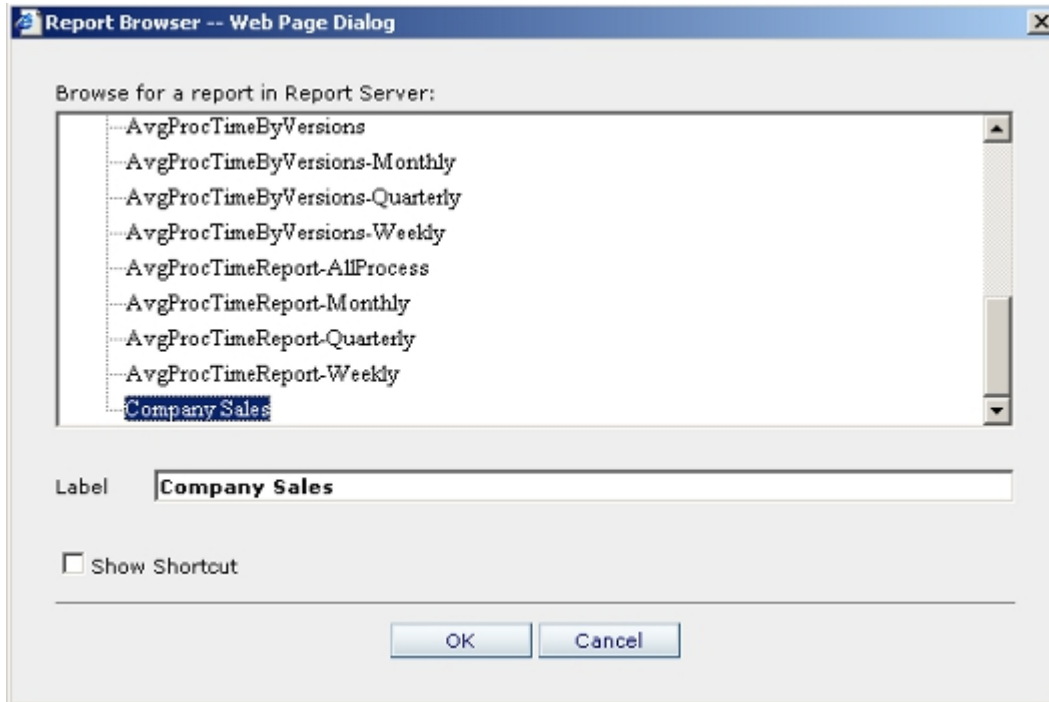 Report Browser -- Web Page Dialog
Browse for a report in Report Server:
AvgProcTimeByVersions
AvgProcTimeByVersions-Monthly
AvgProcTimeByVersions-Quarterly
AvgProcTimeByVersions-Weekly
AvgProcTimeReport-AllProcess
AvgProcTimeReport-Monthly
AvgProcTimeReport-Quarterly
AvgProcTimeReport-Weekly
Company Sales
Label Company Sales
Show Shortcut
OK Cancel